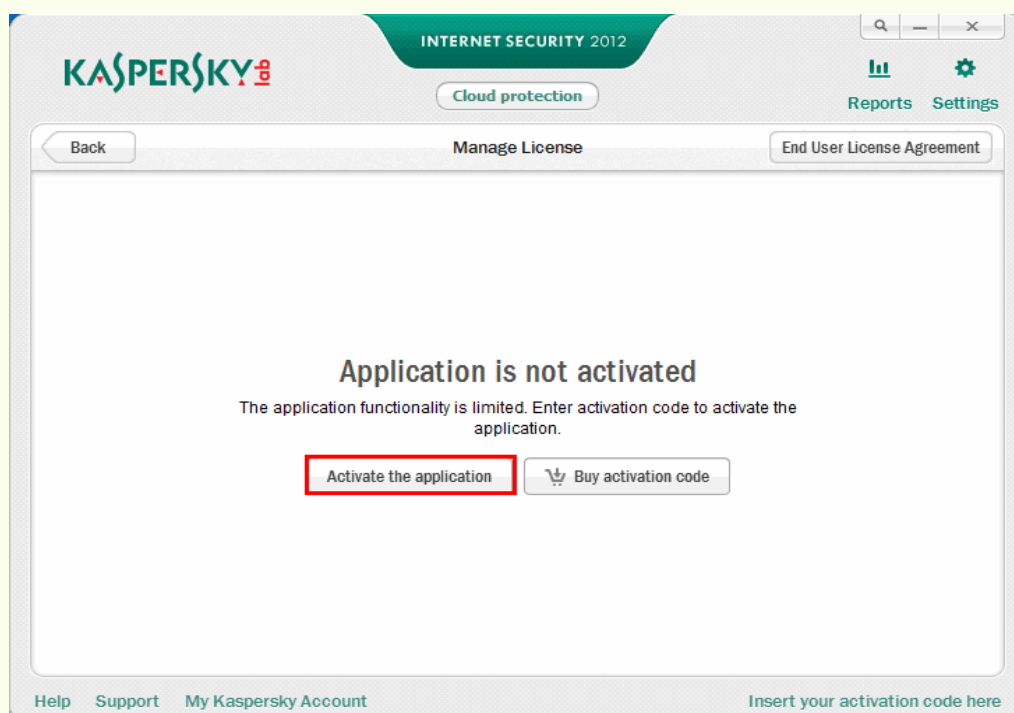 INTERNET SECURITY 2012
KASPERSKY lab
Cloud protection
Reports Settings
Back Manage License End User License Agreement
Application is not activated
The application functionality is limited. Enter activation code to activate the
application.
Activate the application Buy activation code
Help Support My Kaspersky Account Insert your activation code here